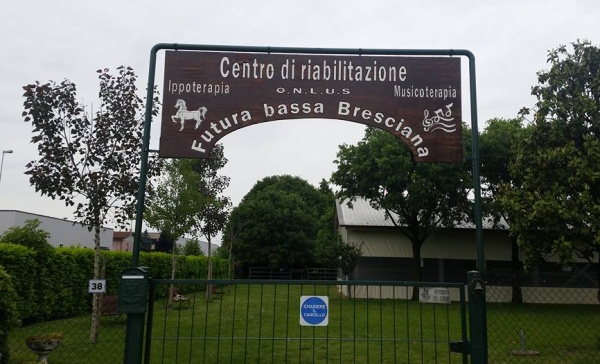 Centro di riabilitazione
Ippoterapia
O.N.L.U.S
Musicoterapia
Futura bassa Bresciana
38
CHIUDERE
IL
CANCELLO